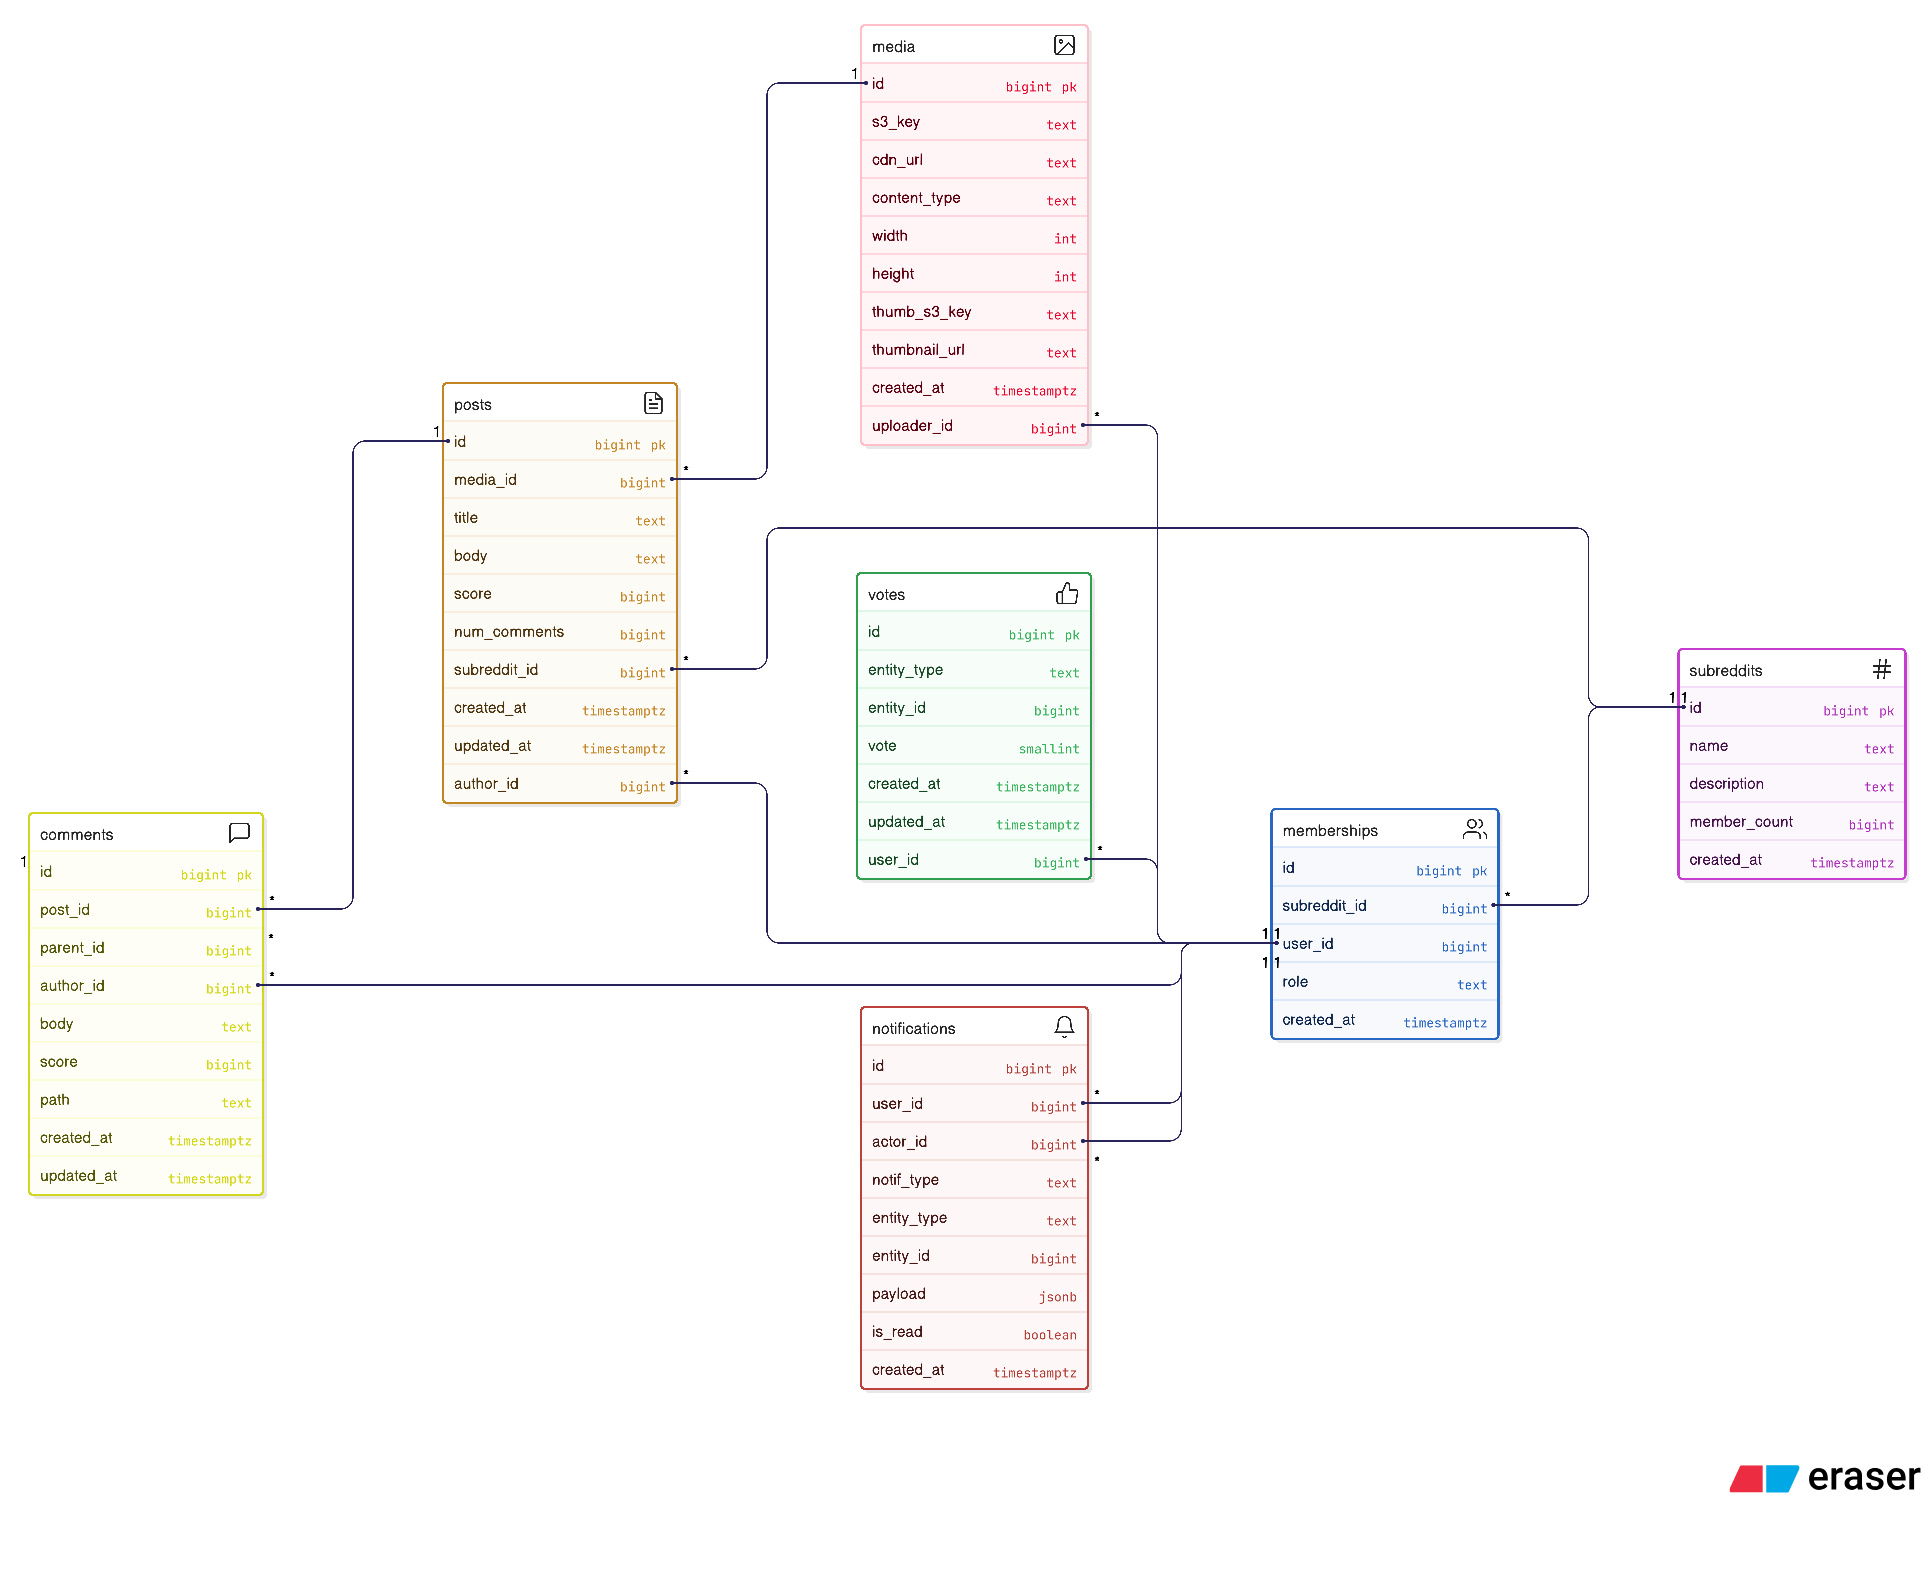 media
1
id bigint pk
s3_key text
cdn_url text
content_type text
width int
height int
thumb_s3_key text
thumbnail_url text
created_at timestamptz
uploader_id bigint *
posts
1
id bigint pk
media_id bigint *
title text
body text
score bigint
num_comments bigint
subreddit_id bigint *
created_at timestamptz
updated_at timestamptz
author_id bigint *
votes
id bigint pk
entity_type text
entity_id bigint
vote smallint
created_at timestamptz
updated_at timestamptz
user_id bigint *
subreddits
1 1
id bigint pk
name text
description text
member_count bigint
created_at timestamptz
comments
1
id bigint pk
post_id bigint *
parent_id bigint *
author_id bigint *
body text
score bigint
path text
created_at timestamptz
updated_at timestamptz
memberships
id bigint pk
subreddit_id bigint *
1 1
user_id bigint
1 1
role text
created_at timestamptz
notifications
id bigint pk
user_id bigint *
actor_id bigint *
notif_type text
entity_type text
entity_id bigint
payload jsonb
is_read boolean
created_at timestamptz
eraser